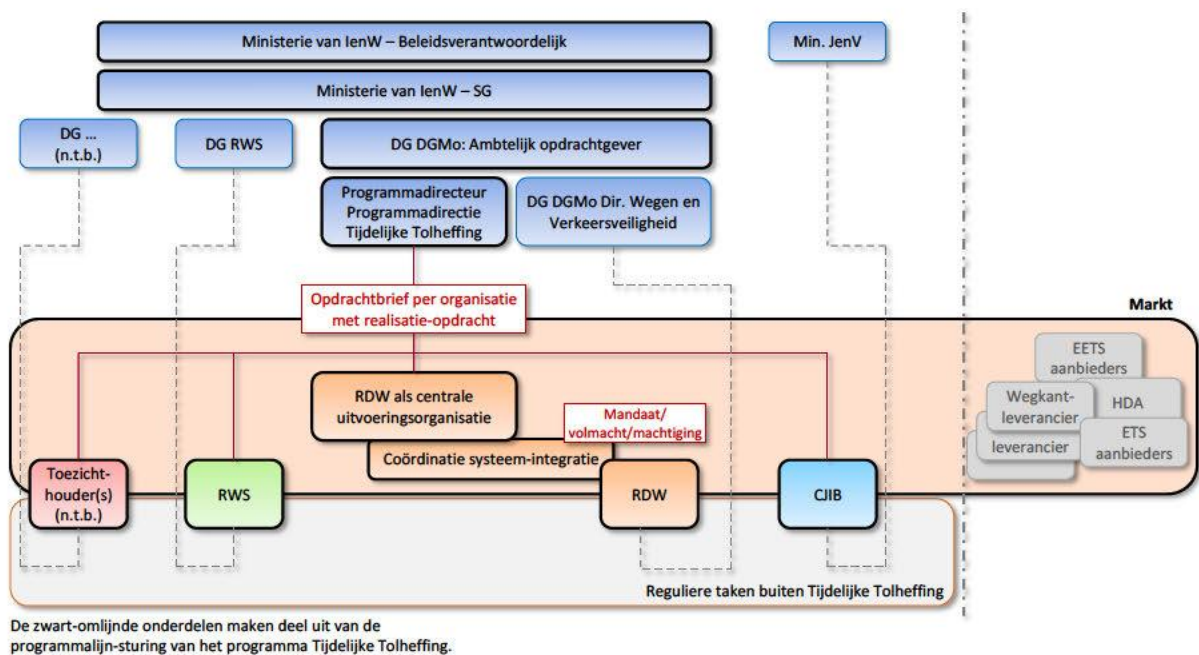 Ministerie van IenW – Beleidsverantwoordelijk
Min. JenV
Ministerie van IenW – SG
DG ...
(n.t.b.)
DG RWS
DG DGMo: Ambtelijk opdrachtgever
Programmadirecteur
Programmadirectie
Tijdelijke Tolheffing
DG DGMo Dir. Wegen en
Verkeersveiligheid
Opdrachtbrief per organisatie
met realisatie-opdracht
Markt
EETS
aanbieders
Wegkant-
leverancier
HDA
leverancier
ETS
aanbieders
RDW als centrale
uitvoeringsorganisatie
Mandaat/
volmacht/machtiging
Coördinatie systeem-integratie
Toezicht-
houder(s)
(n.t.b.)
RWS
RDW
CJIB
Reguliere taken buiten Tijdelijke Tolheffing
De zwart-omlijnde onderdelen maken deel uit van de
programmalijn-sturing van het programma Tijdelijke Tolheffing.